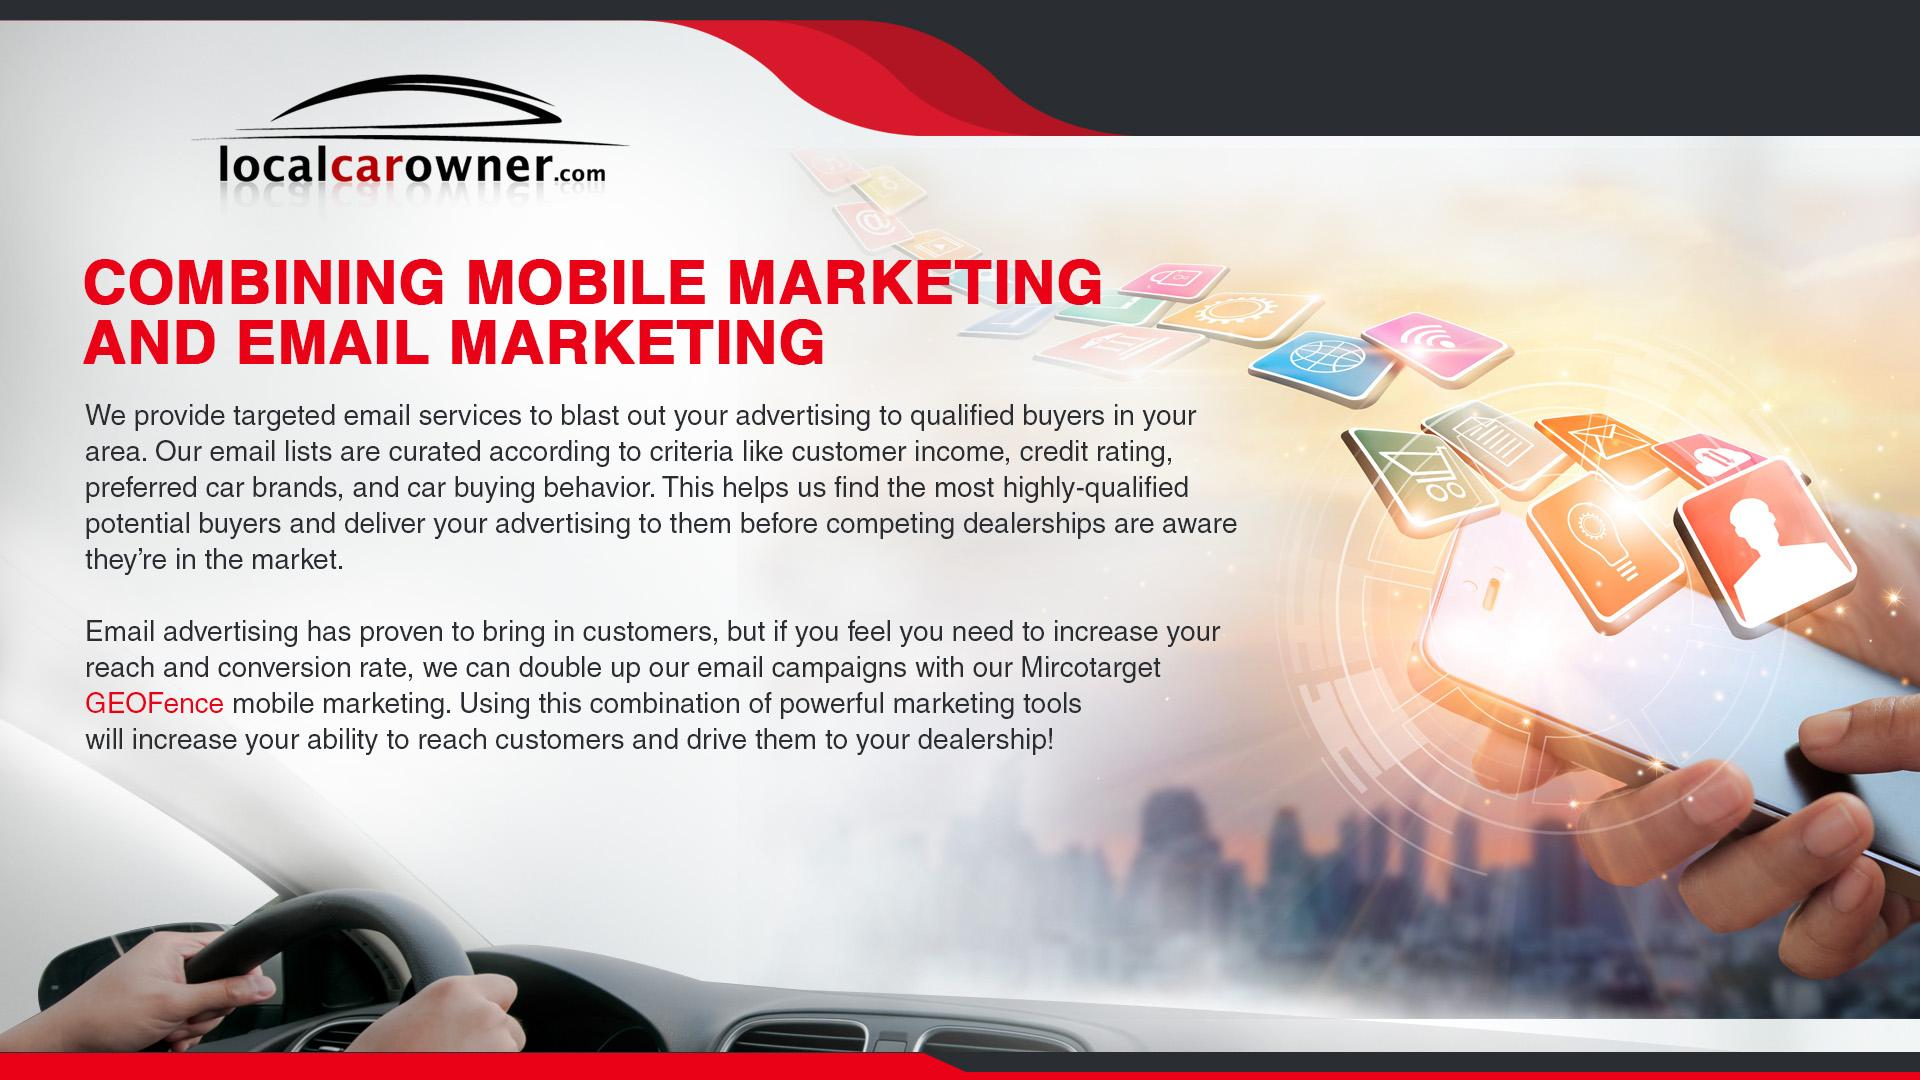 localcarowner.com
COMBINING MOBILE MARKETING
AND EMAIL MARKETING
We provide targeted email services to blast out your advertising to qualified buyers in your
area. Our email lists are curated according to criteria like customer income, credit rating,
preferred car brands, and car buying behavior. This helps us find the most highly-qualified
potential buyers and deliver your advertising to them before competing dealerships are aware
they’re in the market.
Email advertising has proven to bring in customers, but if you feel you need to increase your
reach and conversion rate, we can double up our email campaigns with our Mircotarget
GEOFence mobile marketing. Using this combination of powerful marketing tools
will increase your ability to reach customers and drive them to your dealership!